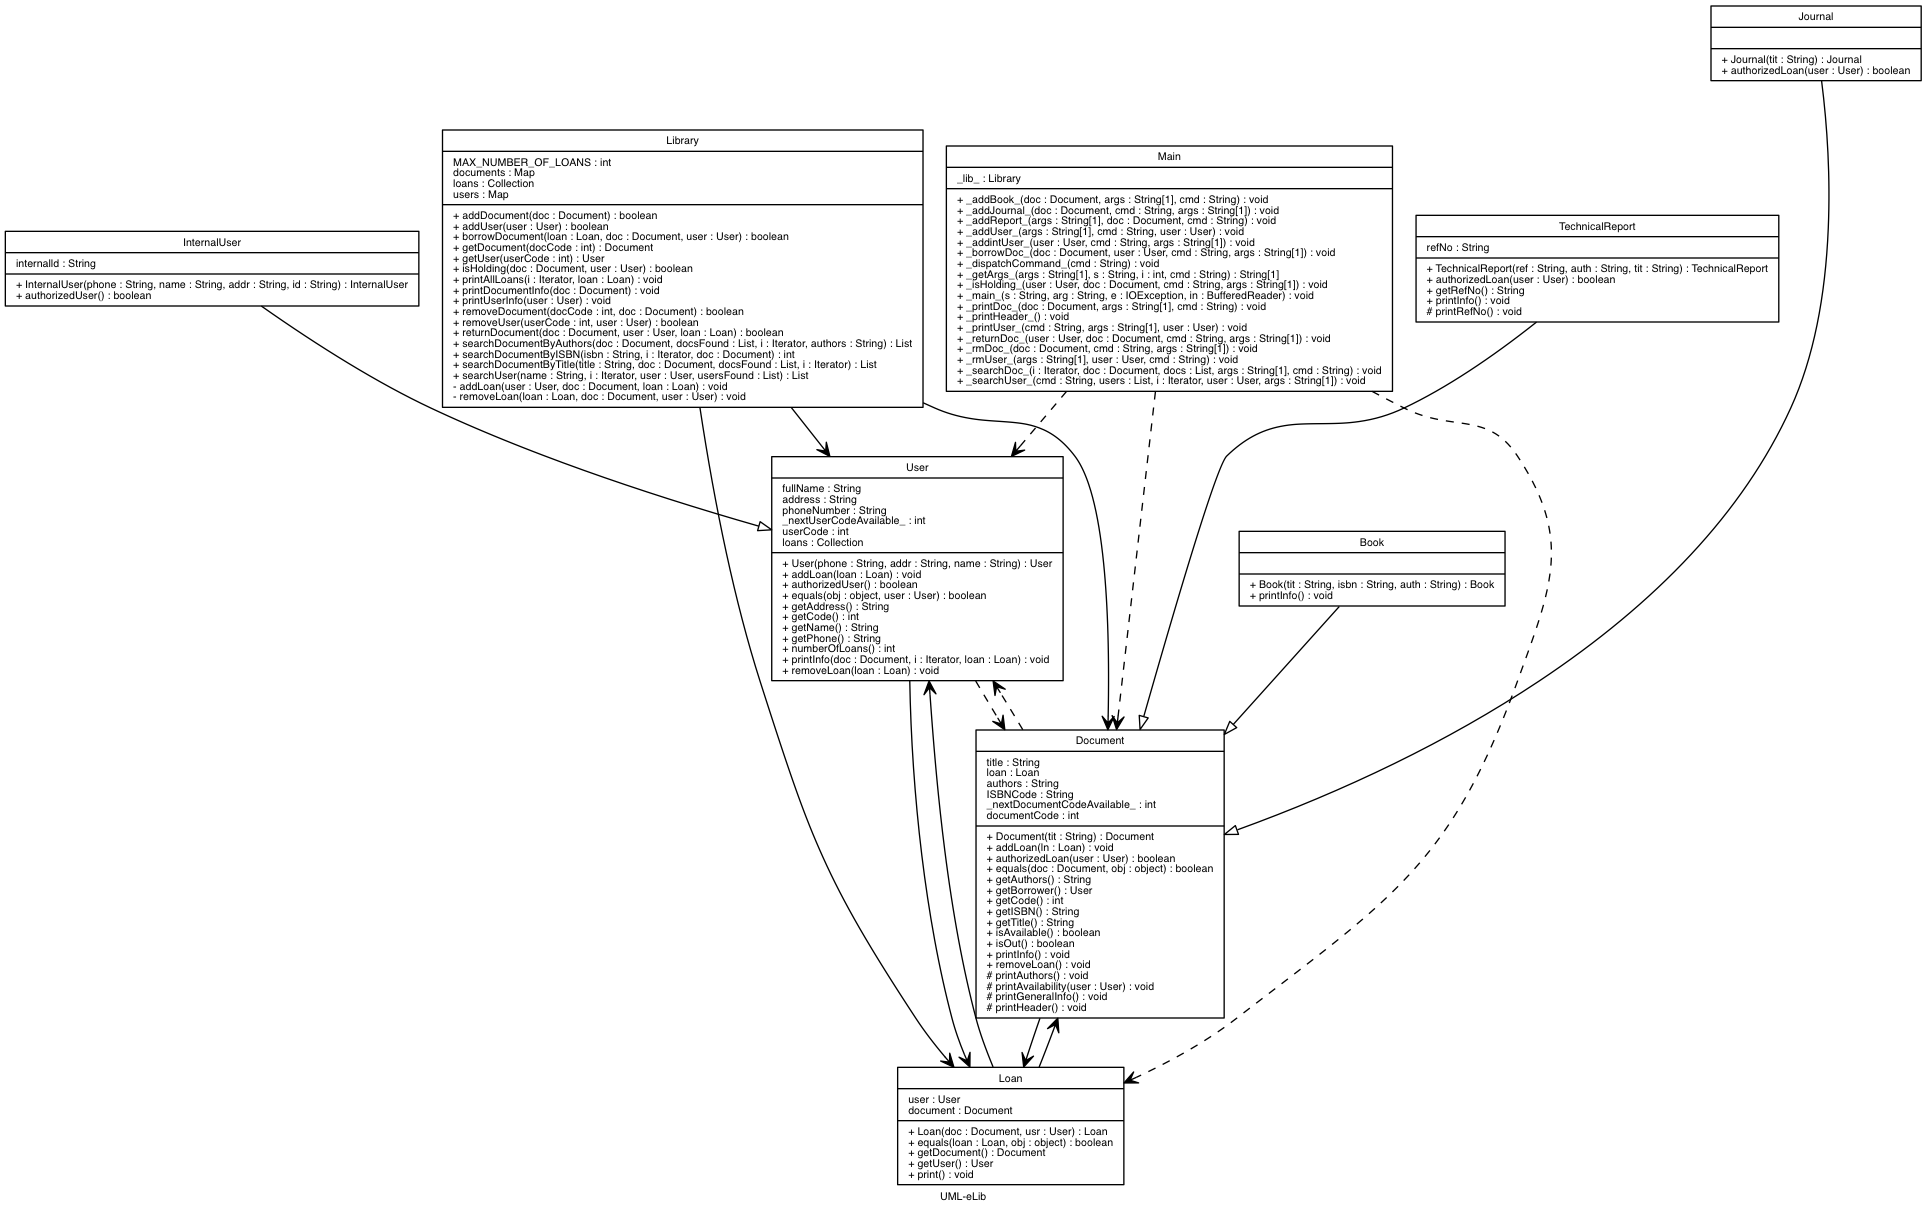 Journal
+ Journal(tit : String) : Journal
+ authorizedLoan(user : User) : boolean
Library
MAX_NUMBER_OF_LOANS : int
documents : Map
loans : Collection
users : Map
+ addDocument(doc : Document) : boolean
+ addUser(user : User) : boolean
+ borrowDocument(loan : Loan, doc : Document, user : User) : boolean
+ getDocument(docCode : int) : Document
+ getUser(userCode : int) : User
+ isHolding(doc : Document, user : User) : boolean
+ printAllLoans(i : Iterator, loan : Loan) : void
+ printDocumentInfo(doc : Document) : void
+ printUserInfo(user : User) : void
+ removeDocument(docCode : int, doc : Document) : boolean
+ removeUser(userCode : int, user : User) : boolean
+ returnDocument(doc : Document, user : User, loan : Loan) : boolean
+ searchDocumentByAuthors(doc : Document, docsFound : List, i : Iterator, authors : String) : List
+ searchDocumentByISBN(isbn : String, i : Iterator, doc : Document) : int
+ searchDocumentByTitle(title : String, doc : Document, docsFound : List, i : Iterator) : List
+ searchUser(name : String, i : Iterator, user : User, usersFound : List) : List
- addLoan(user : User, doc : Document, loan : Loan) : void
- removeLoan(loan : Loan, doc : Document, user : User) : void
Main
_lib_ : Library
+ _addBook_(doc : Document, args : String[1], cmd : String) : void
+ _addJournal_(doc : Document, cmd : String, args : String[1]) : void
+ _addReport_(args : String[1], doc : Document, cmd : String) : void
+ _addUser_(args : String[1], cmd : String, user : User) : void
+ _addintUser_(user : User, cmd : String, args : String[1]) : void
+ _borrowDoc_(doc : Document, user : User, cmd : String, args : String[1]) : void
+ _dispatchCommand_(cmd : String) : void
+ _getArgs_(args : String[1], s : String, i : int, cmd : String) : String[1]
+ _isHolding_(user : User, doc : Document, cmd : String, args : String[1]) : void
+ _main_(s : String, arg : String, e : IOException, in : BufferedReader) : void
+ _printDoc_(doc : Document, args : String[1], cmd : String) : void
+ _printHeader_() : void
+ _printUser_(cmd : String, args : String[1], user : User) : void
+ _returnDoc_(user : User, doc : Document, cmd : String, args : String[1]) : void
+ _rmDoc_(doc : Document, cmd : String, args : String[1]) : void
+ _rmUser_(args : String[1], user : User, cmd : String) : void
+ _searchDoc_(i : Iterator, doc : Document, docs : List, args : String[1], cmd : String) : void
+ _searchUser_(cmd : String, users : List, i : Iterator, user : User, args : String[1]) : void
TechnicalReport
refNo : String
+ TechnicalReport(ref : String, auth : String, tit : String) : TechnicalReport
+ authorizedLoan(user : User) : boolean
+ getRefNo() : String
+ printInfo() : void
# printRefNo() : void
InternalUser
internalId : String
+ InternalUser(phone : String, name : String, addr : String, id : String) : InternalUser
+ authorizedUser() : boolean
User
fullName : String
address : String
phoneNumber : String
_nextUserCodeAvailable_ : int
userCode : int
loans : Collection
+ User(phone : String, addr : String, name : String) : User
+ addLoan(loan : Loan) : void
+ authorizedUser() : boolean
+ equals(obj : object, user : User) : boolean
+ getAddress() : String
+ getCode() : int
+ getName() : String
+ getPhone() : String
+ numberOfLoans() : int
+ printInfo(doc : Document, i : Iterator, loan : Loan) : void
+ removeLoan(loan : Loan) : void
Book
+ Book(tit : String, isbn : String, auth : String) : Book
+ printInfo() : void
Document
title : String
loan : Loan
authors : String
ISBNCode : String
_nextDocumentCodeAvailable_ : int
documentCode : int
+ Document(tit : String) : Document
+ addLoan(ln : Loan) : void
+ authorizedLoan(user : User) : boolean
+ equals(doc : Document, obj : object) : boolean
+ getAuthors() : String
+ getBorrower() : User
+ getCode() : int
+ getISBN() : String
+ getTitle() : String
+ isAvailable() : boolean
+ isOut() : boolean
+ printInfo() : void
+ removeLoan() : void
# printAuthors() : void
# printAvailability(user : User) : void
# printGeneralInfo() : void
# printHeader() : void
Loan
user : User
document : Document
+ Loan(doc : Document, usr : User) : Loan
+ equals(loan : Loan, obj : object) : boolean
+ getDocument() : Document
+ getUser() : User
+ print() : void
UML-eLib